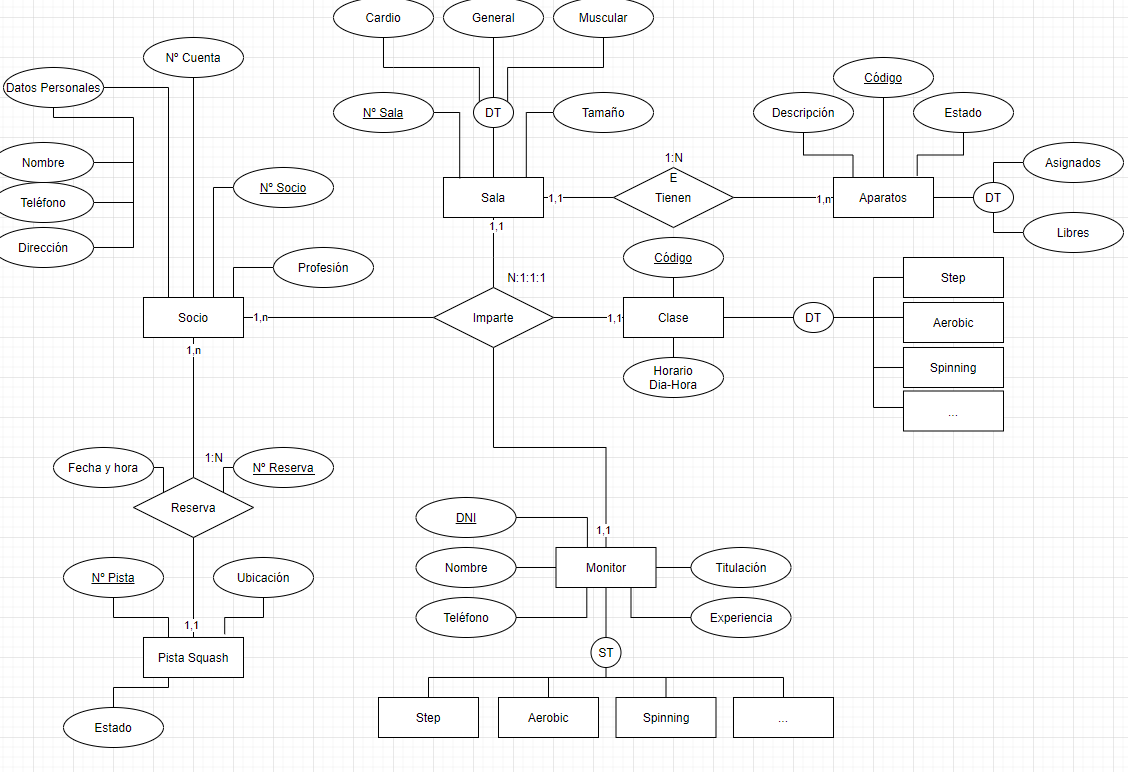 Cardio
General
Muscular
Nº Cuenta
Datos Personales
Código
Nº Sala
DT
Tamaño
Descripción
Estado
Nombre
1:N
Asignados
E
Nº Socio
Sala
1,1
Tienen
1,n
Aparatos
DT
Teléfono
1,1
Libres
Dirección
Código
Profesión
N:1:1:1
Step
Socio
1,n
Imparte
1,1
Clase
DT
Aerobic
1,n
Spinning
Horario
Dia-Hora
...
1:N
Fecha y hora
Nº Reserva
Reserva
DNI
1,1
Nombre
Monitor
Titulación
Nº Pista
Ubicación
Teléfono
Experiencia
1,1
Pista Squash
ST
Estado
Step
Aerobic
Spinning
...